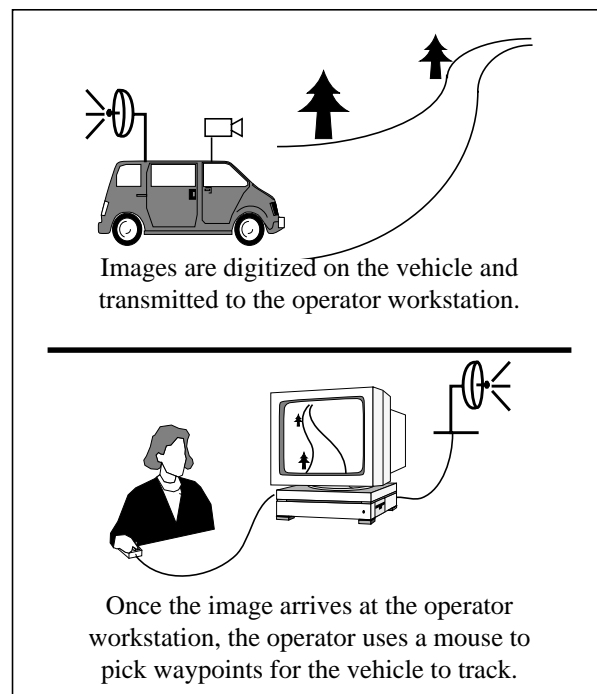 Images are digitized on the vehicle and
transmitted to the operator workstation.
Once the image arrives at the operator
workstation, the operator uses a mouse to
pick waypoints for the vehicle to track.